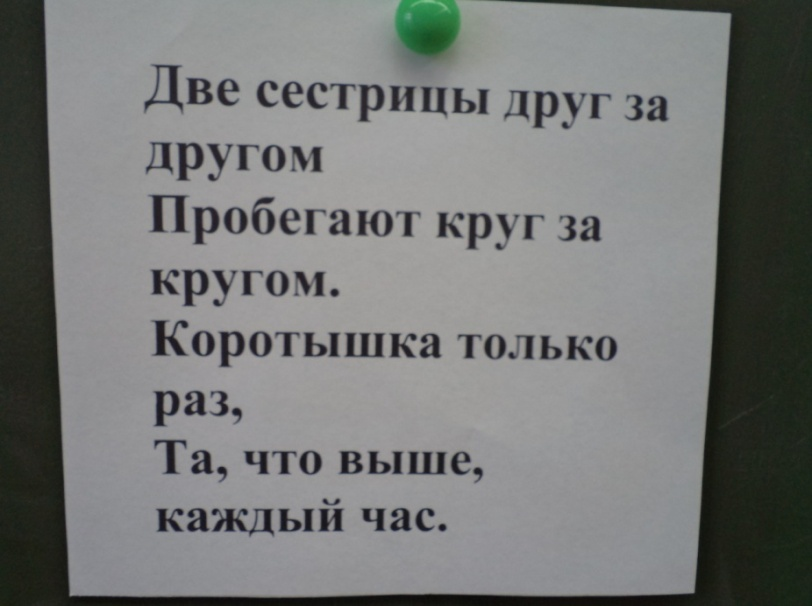 Две сестрицы друг за
другом
Пробегают круг за
кругом.
Коротышка только
раз,
Та, что выше,
каждый час.